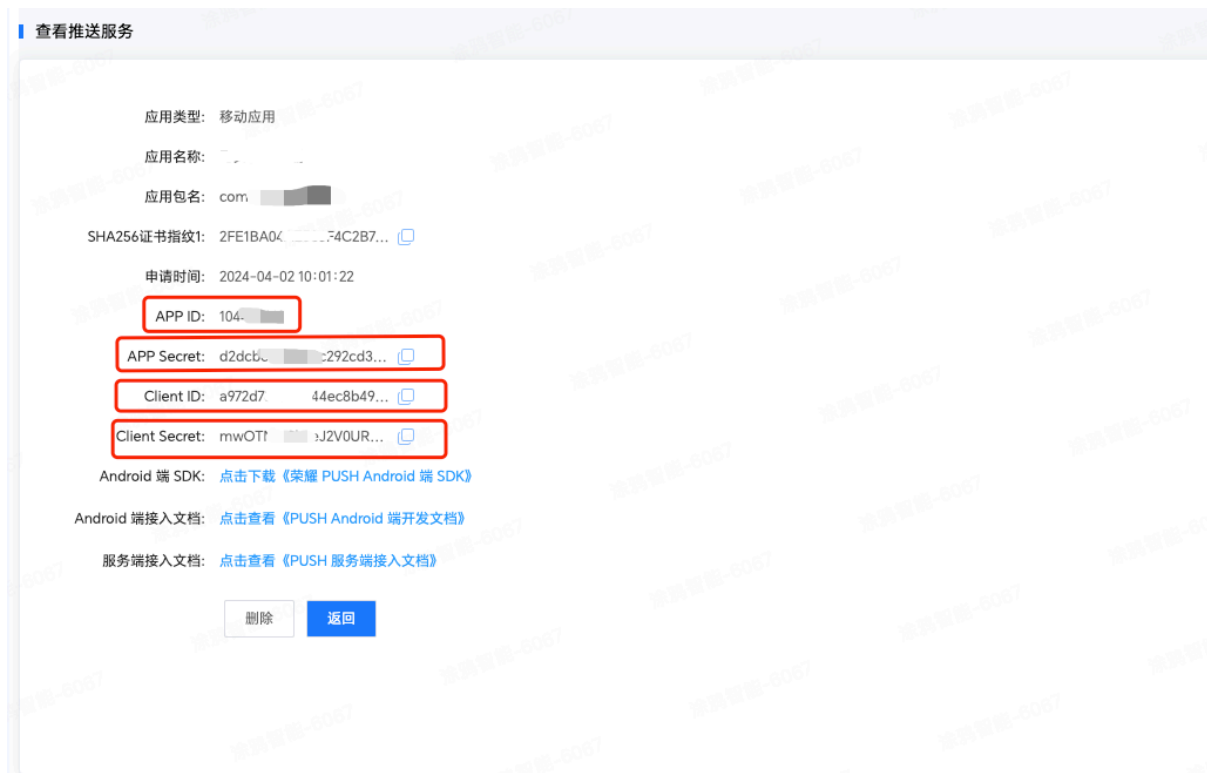 查看推送服务
应用类型: 移动应用
应用名称:
应用包名: com
SHA256证书指纹1: 2FE1BA04 F4C2B7...
申请时间: 2024-04-02 10:01:22
APP ID: 104
APP Secret: d2dcb c292cd3...
Client ID: a972d7 44ec8b49...
Client Secret: mwOT J2V0UR...
Android 端 SDK: 点击下载《荣耀 PUSH Android 端 SDK》
Android 端接入文档: 点击查看《PUSH Android 端开发文档》
服务端接入文档: 点击查看《PUSH 服务端接入文档》
删除 返回
涂鸦智能-6067